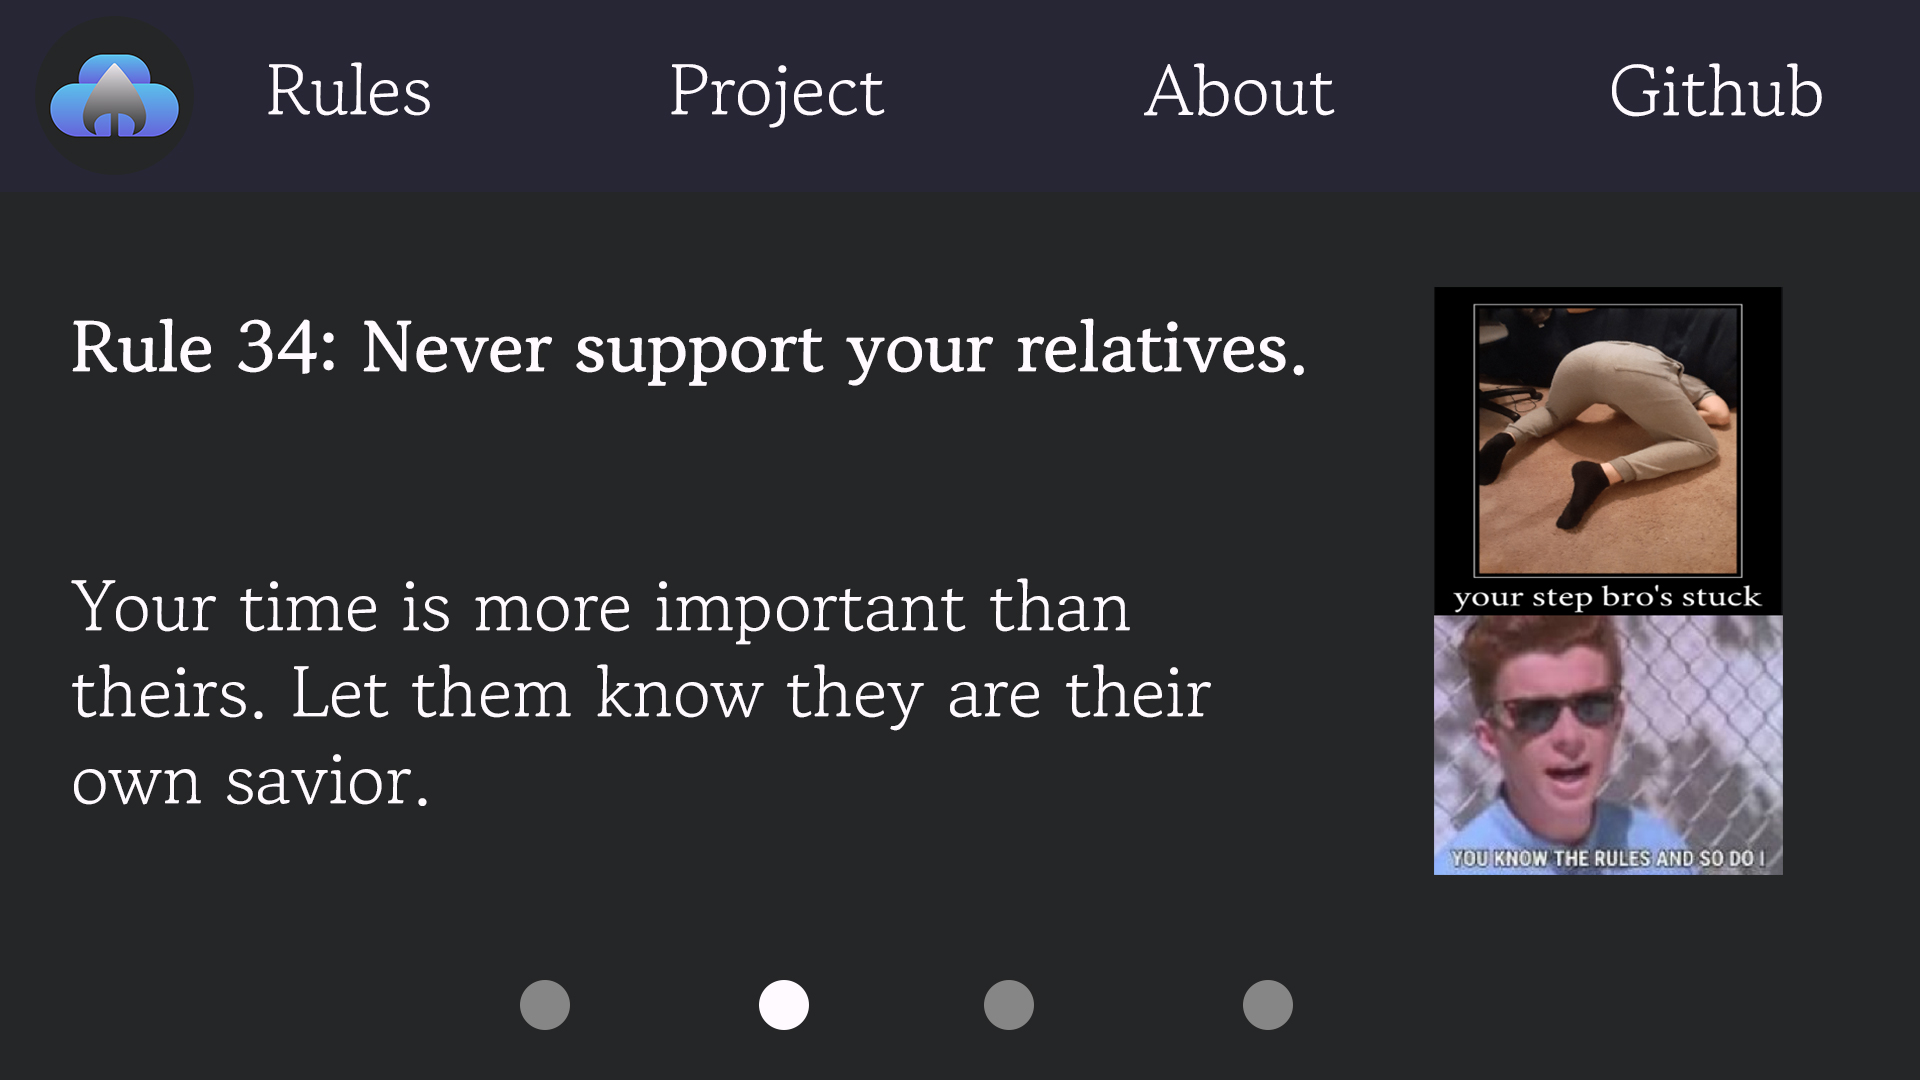 Rules
Project
About
Github
Rule 34: Never support your relatives.
Your time is more important than
theirs. Let them know they are their
own savior.
your step bro's stuck
YOU KNOW THE RULES AND SO DO I